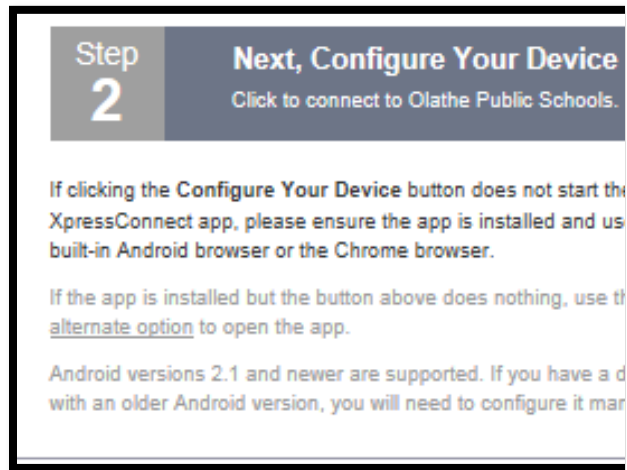 Step
2
Next, Configure Your Device
Click to connect to Olathe Public Schools.
If clicking the Configure Your Device button does not start the
XpressConnect app, please ensure the app is installed and
built-in Android browser or the Chrome browser.
If the app is installed but the button above does nothing, use
alternate option to open the app.
Android versions 2.1 and newer are supported. If you have a
with an older Android version, you will need to configure it